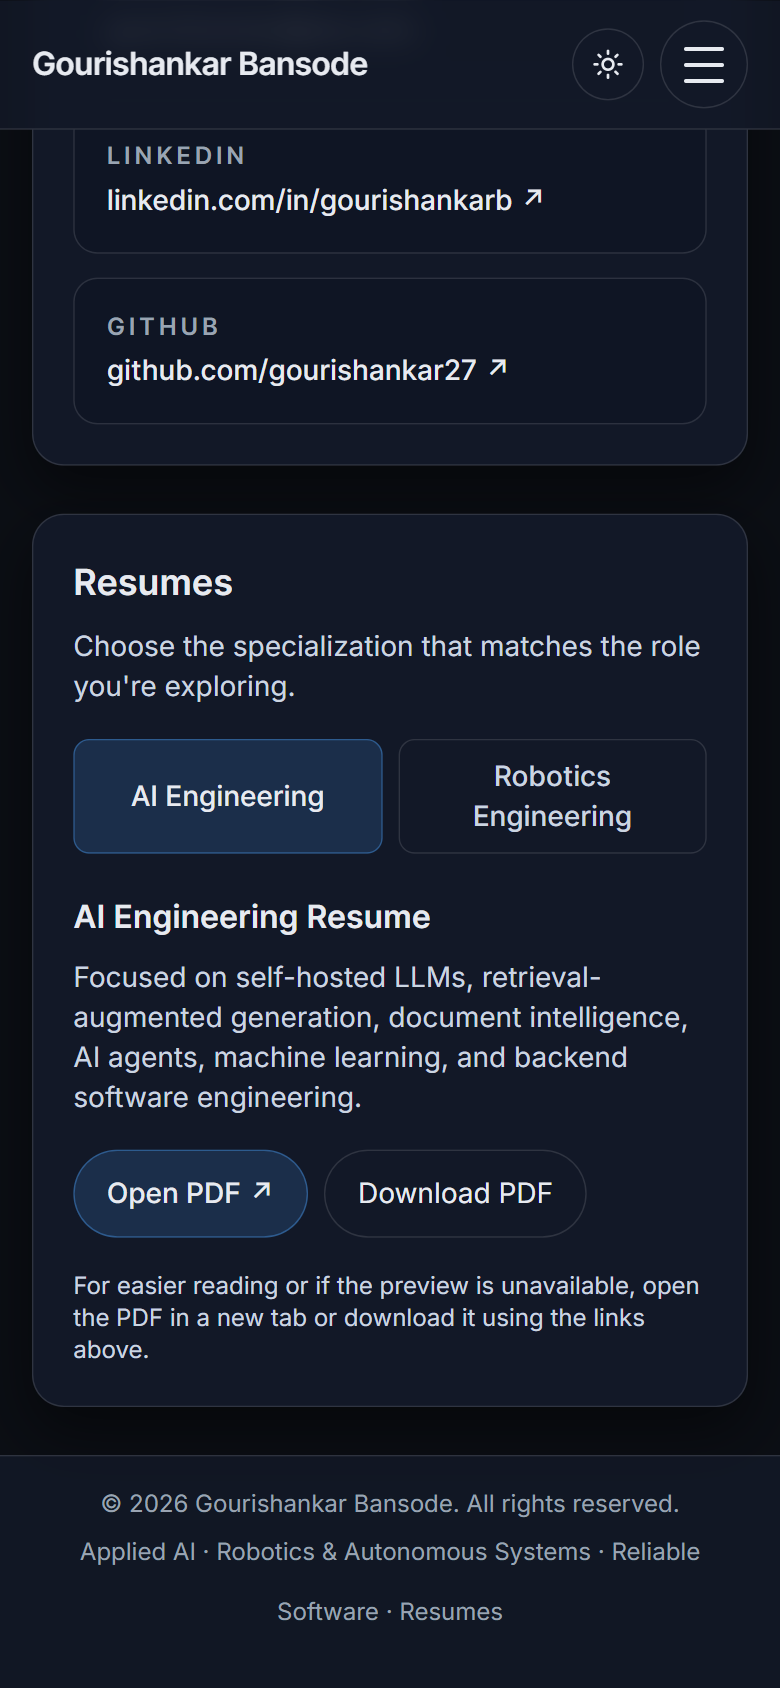 Gourishankar Bansode
LINKEDIN
linkedin.com/in/gourishankarb ↗
GITHUB
github.com/gourishankar27 ↗
Resumes
Choose the specialization that matches the role
you're exploring.
AI Engineering
Robotics
Engineering
AI Engineering Resume
Focused on self-hosted LLMs, retrieval-
augmented generation, document intelligence,
AI agents, machine learning, and backend
software engineering.
Open PDF ↗
Download PDF
For easier reading or if the preview is unavailable, open
the PDF in a new tab or download it using the links
above.
© 2026 Gourishankar Bansode. All rights reserved.
Applied AI · Robotics & Autonomous Systems · Reliable
Software · Resumes